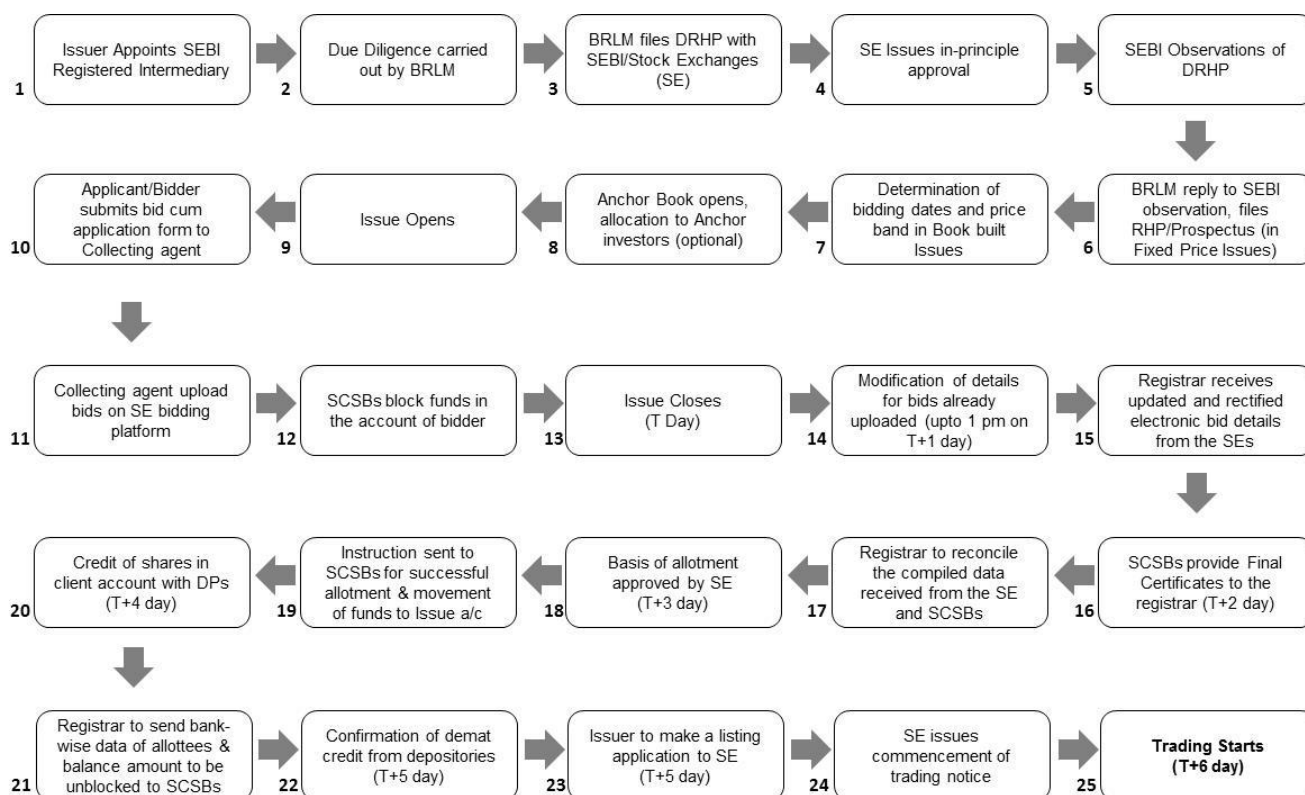 Issuer Appoints SEBI
Registered Intermediary
1
Due Diligence carried
out by BRLM
2
BRLM files DRHP with
SEBI/Stock Exchanges
(SE)
3
SE Issues in-principle
approval
4
SEBI Observations of
DRHP
5
BRLM reply to SEBI
observation, files
RHP/Prospectus (in
Fixed Price Issues)
6
Determination of
bidding dates and price
band in Book built
Issues
7
Anchor Book opens,
allocation to Anchor
investors (optional)
8
Issue Opens
9
Applicant/Bidder
submits bid cum
application form to
Collecting agent
10
Collecting agent upload
bids on SE bidding
platform
11
SCSBs block funds in
the account of bidder
12
Issue Closes
(T Day)
13
Modification of details
for bids already
uploaded (upto 1 pm on
T+1 day)
14
Registrar receives
updated and rectified
electronic bid details
from the SEs
15
SCSBs provide Final
Certificates to the
registrar (T+2 day)
16
Registrar to reconcile
the compiled data
received from the SE
and SCSBs
17
Basis of allotment
approved by SE
(T+3 day)
18
Instruction sent to
SCSBs for successful
allotment & movement
of funds to Issue a/c
19
Credit of shares in
client account with DPs
(T+4 day)
20
Registrar to send bank-
wise data of allottees &
balance amount to be
unblocked to SCSBs
21
Confirmation of demat
credit from depositories
(T+5 day)
22
Issuer to make a listing
application to SE
(T+5 day)
23
SE issues
commencement of
trading notice
24
Trading Starts
(T+6 day)
25